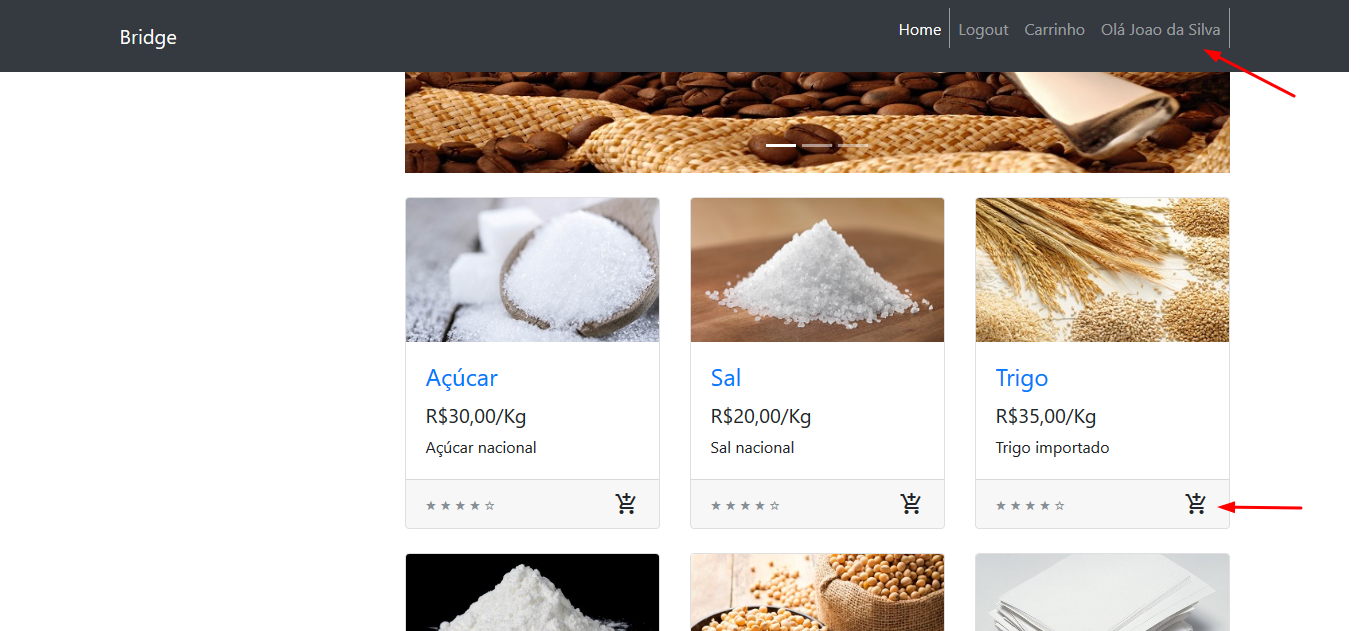 Bridge
Home Logout Carrinho Olá Joao da Silva
Açúcar
R$30,00/Kg
Açúcar nacional
★ ★ ★ ★ ☆
Sal
R$20,00/Kg
Sal nacional
★ ★ ★ ★ ☆
Trigo
R$35,00/Kg
Trigo importado
★ ★ ★ ★ ☆